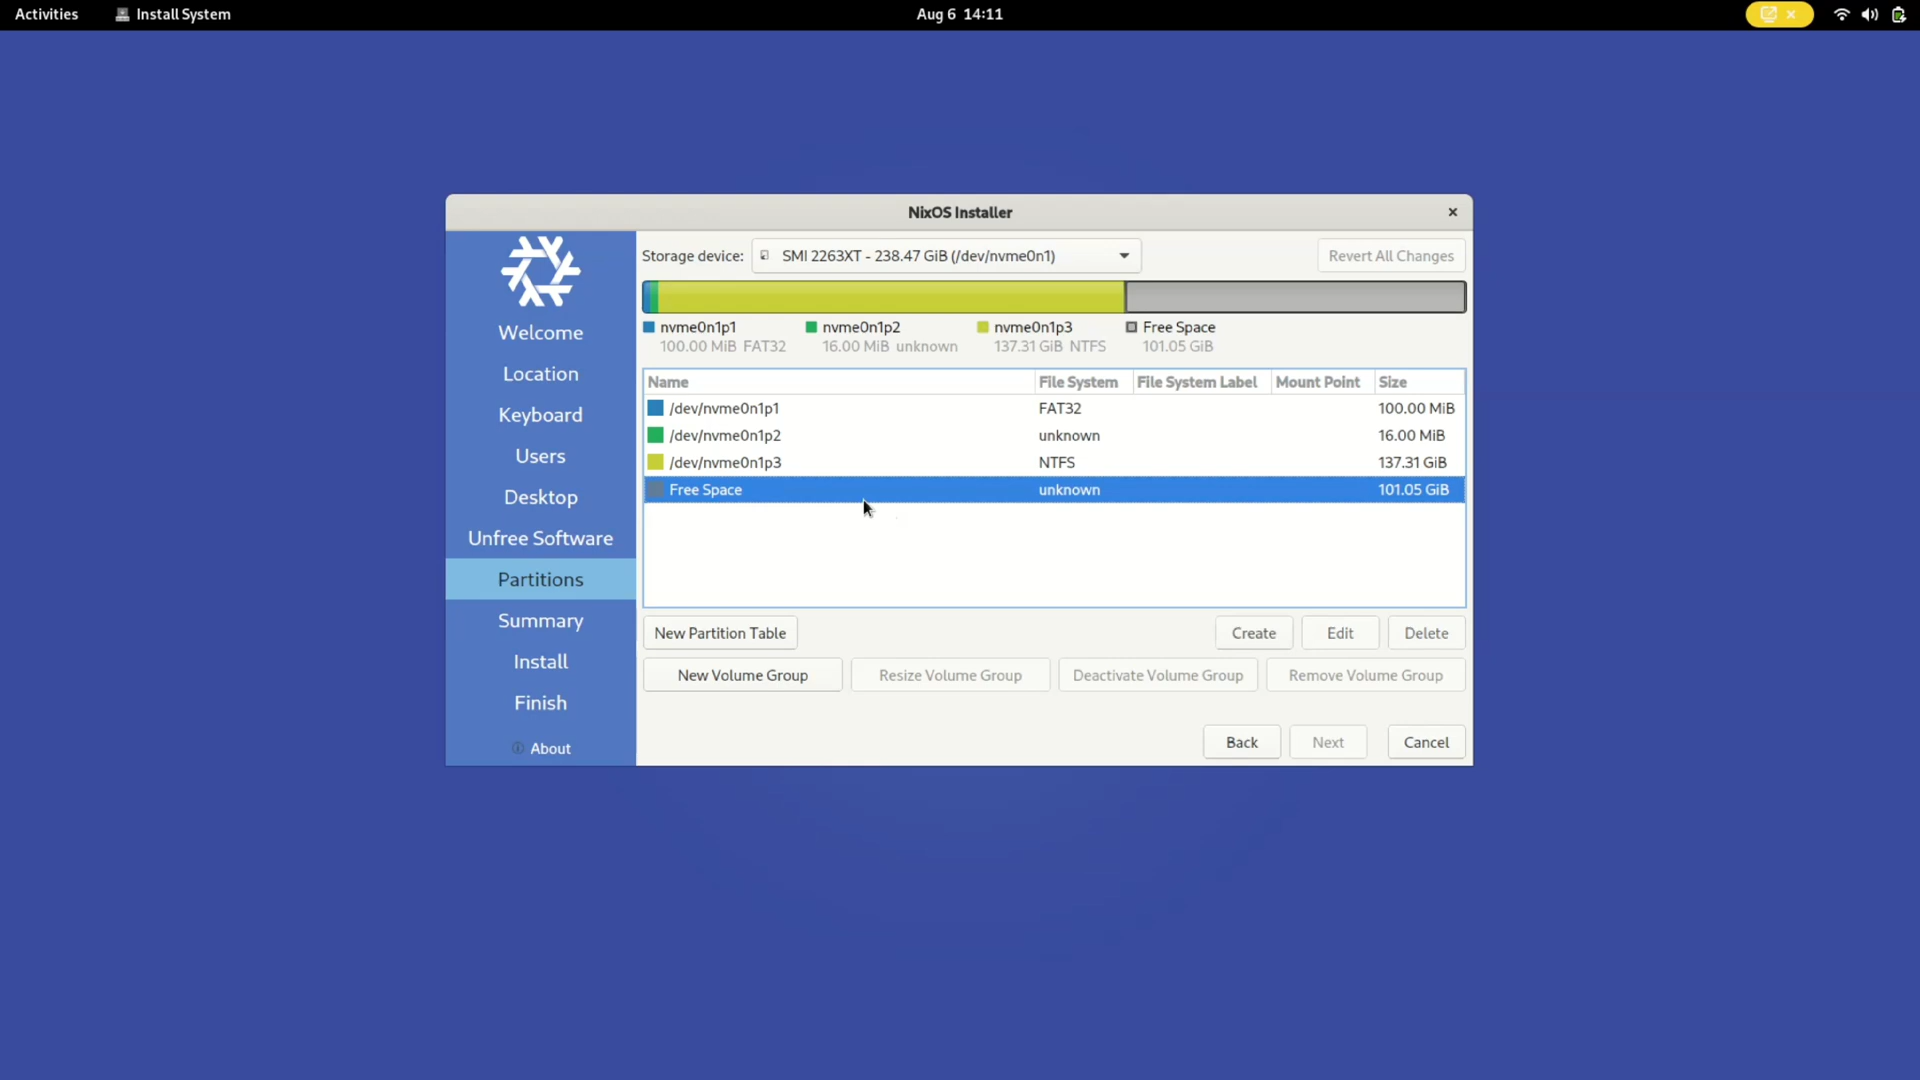 Activities Install System Aug 6 14:11
NixOS Installer
Welcome
Location
Keyboard
Users
Desktop
Unfree Software
Partitions
Summary
Install
Finish
About
Storage device: SMI 2263XT - 238.47 GiB (/dev/nvme0n1) Revert All Changes
nvme0n1p1 nvme0n1p2 nvme0n1p3 Free Space
100.00 MiB FAT32 16.00 MiB unknown 137.31 GiB NTFS 101.05 GiB
Name File System File System Label Mount Point Size
/dev/nvme0n1p1 FAT32 100.00 MiB
/dev/nvme0n1p2 unknown 16.00 MiB
/dev/nvme0n1p3 NTFS 137.31 GiB
Free Space unknown 101.05 GiB
New Partition Table Create Edit Delete
New Volume Group Resize Volume Group Deactivate Volume Group Remove Volume Group
Back Next Cancel